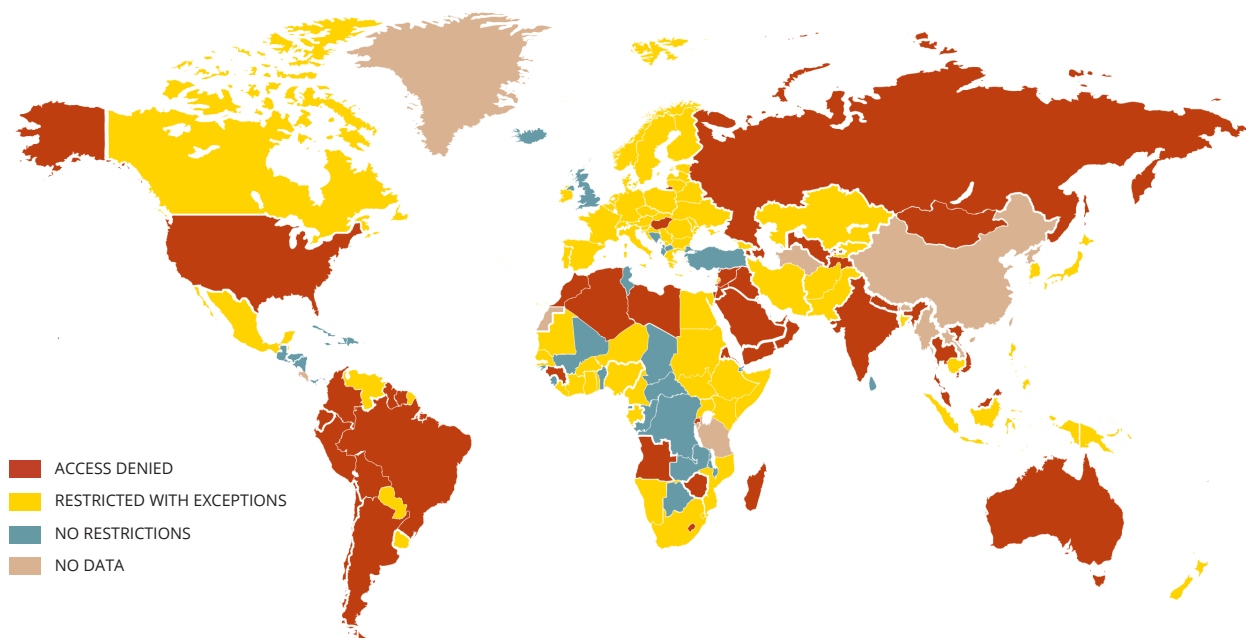 ACCESS DENIED
RESTRICTED WITH EXCEPTIONS
NO RESTRICTIONS
NO DATA